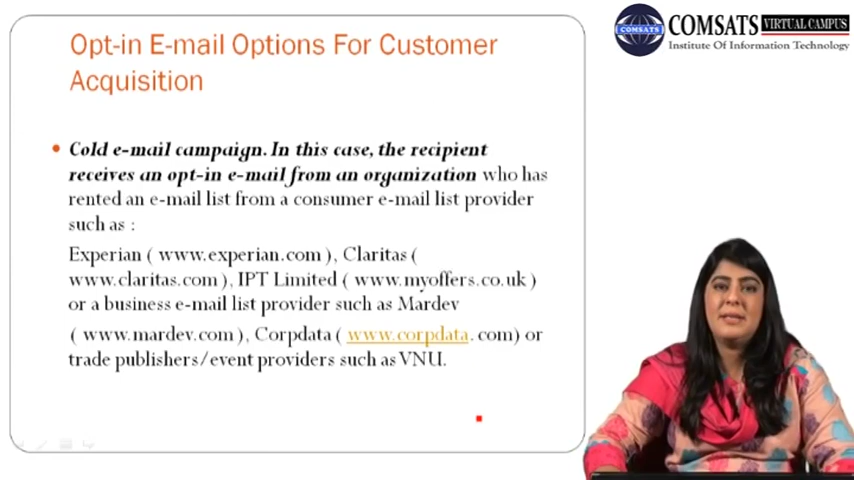 Opt-in E-mail Options For Customer
Acquisition
COMSATS
COMSATS VIRTUAL CAMPUS
Institute Of Information Technology
• Cold e-mail campaign. In this case, the recipient
receives an opt-in e-mail from an organization who has
rented an e-mail list from a consumer e-mail list provider
such as :
Experian ( www.experian.com ), Claritas (
www.claritas.com ), IPT Limited ( www.myoffers.co.uk )
or a business e-mail list provider such as Mardev
( www.mardev.com ), Corpdata ( www.corpdata. com) or
trade publishers/event providers such as VNU.